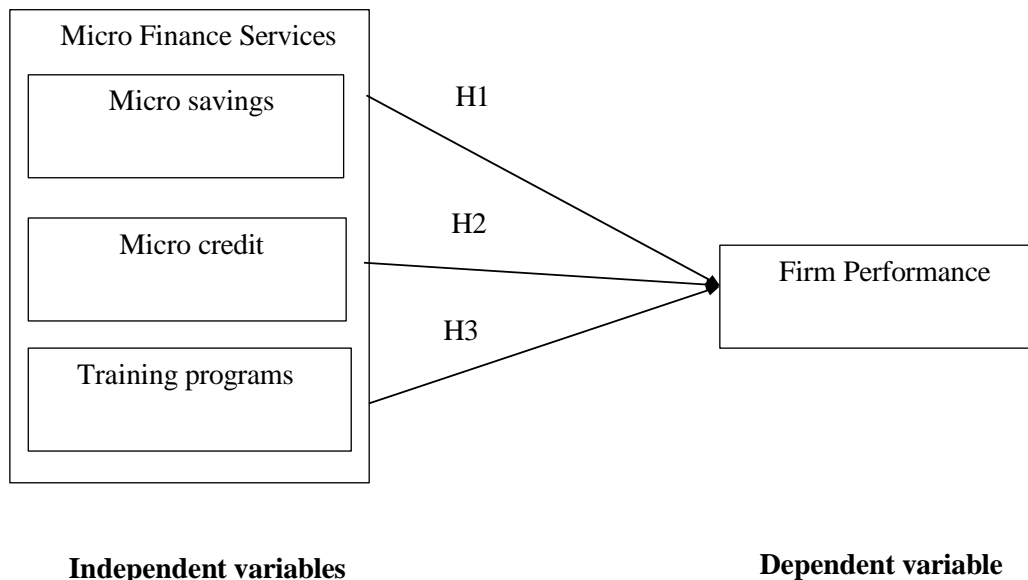 Micro Finance Services
Micro savings
H1
Micro credit
H2
Firm Performance
H3
Training programs
Independent variables
Dependent variable